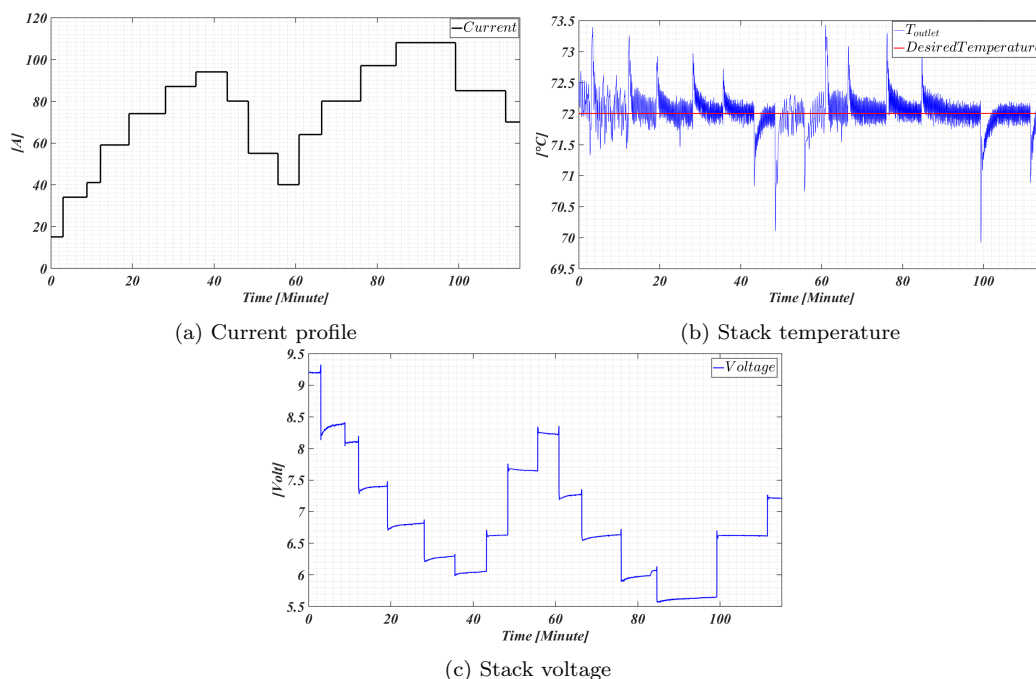 120
100
80
60
40
20
0
[A]
Current
0 20 40 60 80 100
Time [Minute]
(a) Current profile
73.5
73
72.5
72
71.5
71
70.5
70
69.5
[°C]
T_outlet
DesiredTemperature
0 20 40 60 80 100
Time [Minute]
(b) Stack temperature
9.5
9
8.5
8
7.5
7
6.5
6
5.5
[Volt]
Voltage
0 20 40 60 80 100
Time [Minute]
(c) Stack voltage